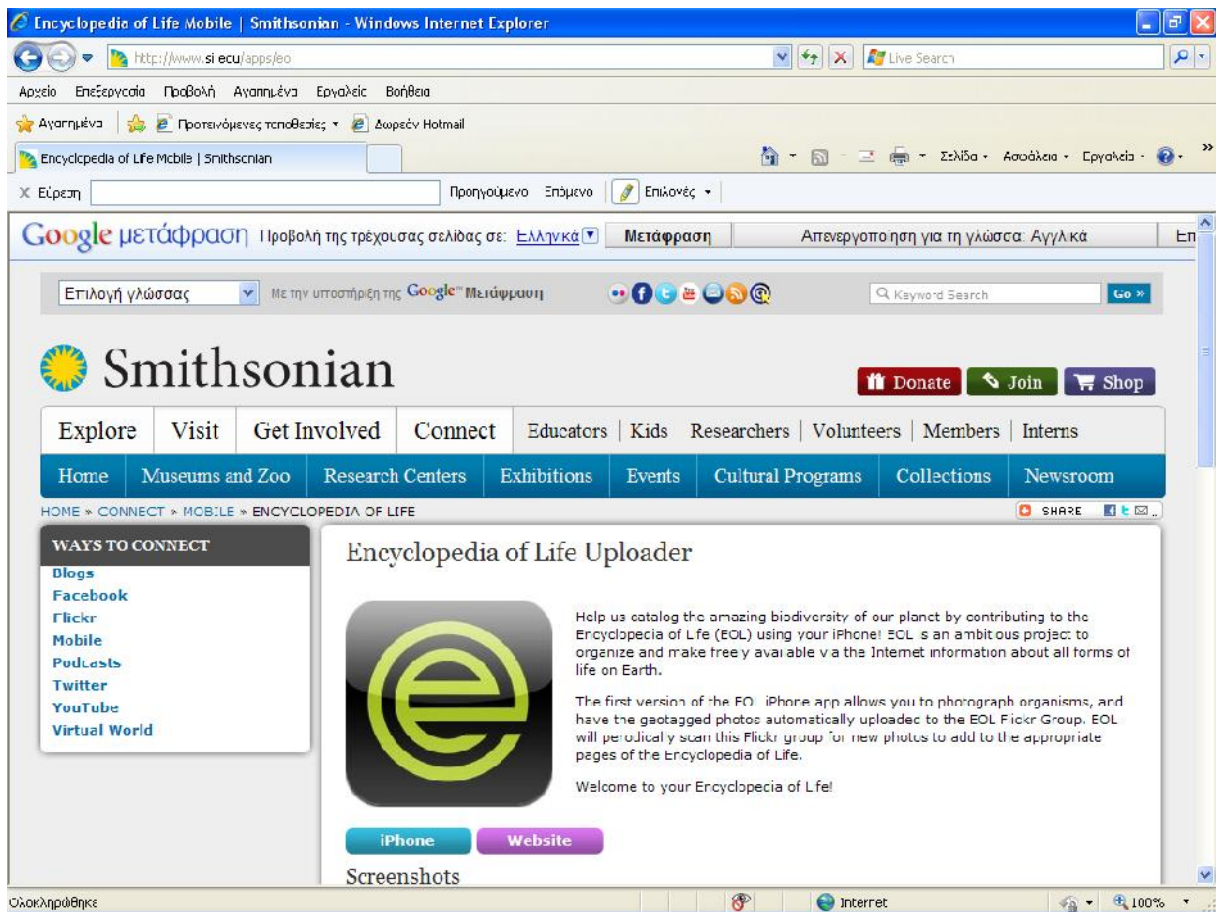 Encyclopedia of Life Mobile | Smithsonian - Windows Internet Explorer
http://www.si.edu/apps/eo
Live Search
Αρχείο Επεξεργασία Προβολή Αγαπημένα Εργαλεία Βοήθεια
Αγαπημένα Προτεινόμενες τοποθεσίες Δωρεάν Hotmail
Encyclopedia of Life Mobile | Smithsonian
Σελίδα Ασφάλεια Εργαλεία
X Εύρεση Προηγούμενο Επόμενο Επιλογές
Google μετάφραση Προβολή της τρέχουσας σελίδας σε: Ελληνικά Μετάφραση Απενεργοποίηση για τη γλώσσα: Αγγλικά
Επιλογή γλώσσας Με την υποστήριξη της Google™ Μετάφραση
Keyword Search Go »
Smithsonian
Donate Join Shop
Explore Visit Get Involved Connect Educators | Kids Researchers | Volunteers | Members | Interns
Home Museums and Zoo Research Centers Exhibitions Events Cultural Programs Collections Newsroom
HOME » CONNECT » MOBILE » ENCYCLOPEDIA OF LIFE
SHARE
WAYS TO CONNECT
Blogs
Facebook
Flickr
Mobile
Podcasts
Twitter
YouTube
Virtual World
Encyclopedia of Life Uploader
Help us catalog the amazing biodiversity of our planet by contributing to the
Encyclopedia of Life (EOL) using your iPhone! EOL is an ambitious project to
organize and make freely available via the Internet information about all forms of
life on Earth.
The first version of the EOL iPhone app allows you to photograph organisms, and
have the geotagged photos automatically uploaded to the EOL Flickr Group. EOL
will periodically scan this Flickr group for new photos to add to the appropriate
pages of the Encyclopedia of Life.
Welcome to your Encyclopedia of Life!
iPhone Website
Screenshots
Ολοκληρώθηκε Internet 100%